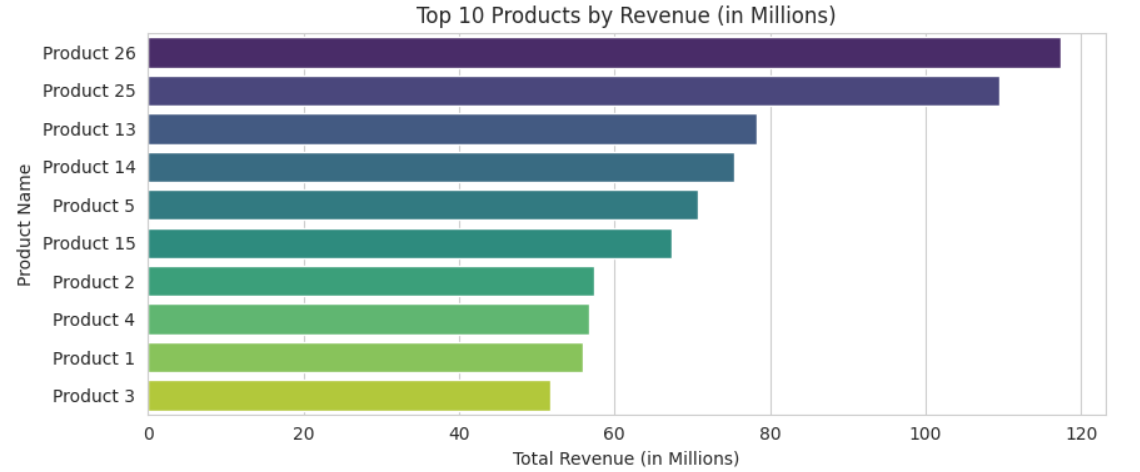 Top 10 Products by Revenue (in Millions)
Product Name
Product 26
Product 25
Product 13
Product 14
Product 5
Product 15
Product 2
Product 4
Product 1
Product 3
0 20 40 60 80 100 120
Total Revenue (in Millions)